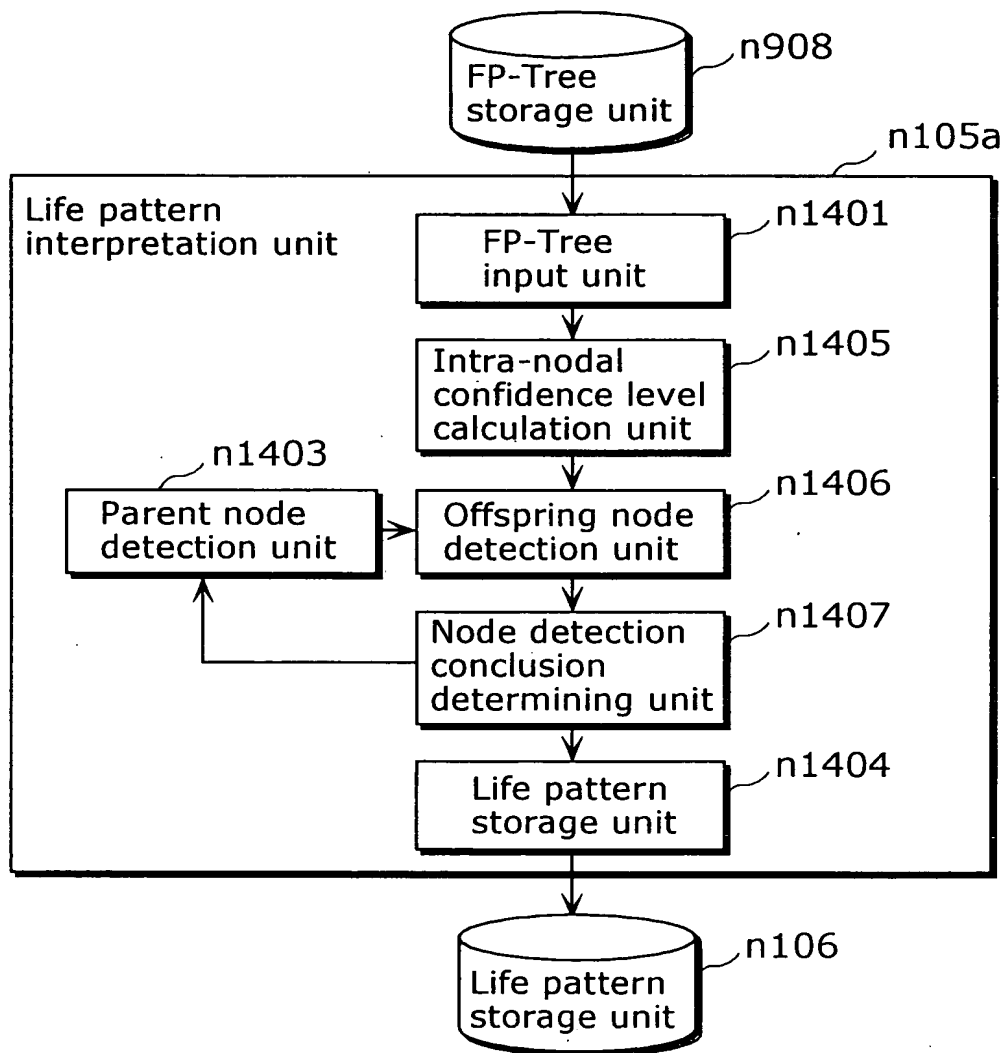 n908
FP-Tree
storage unit
n105a
Life pattern
interpretation unit
n1401
FP-Tree
input unit
n1405
Intra-nodal
confidence level
calculation unit
n1403
Parent node
detection unit
n1406
Offspring node
detection unit
n1407
Node detection
conclusion
determining unit
n1404
Life pattern
storage unit
n106
Life pattern
storage unit